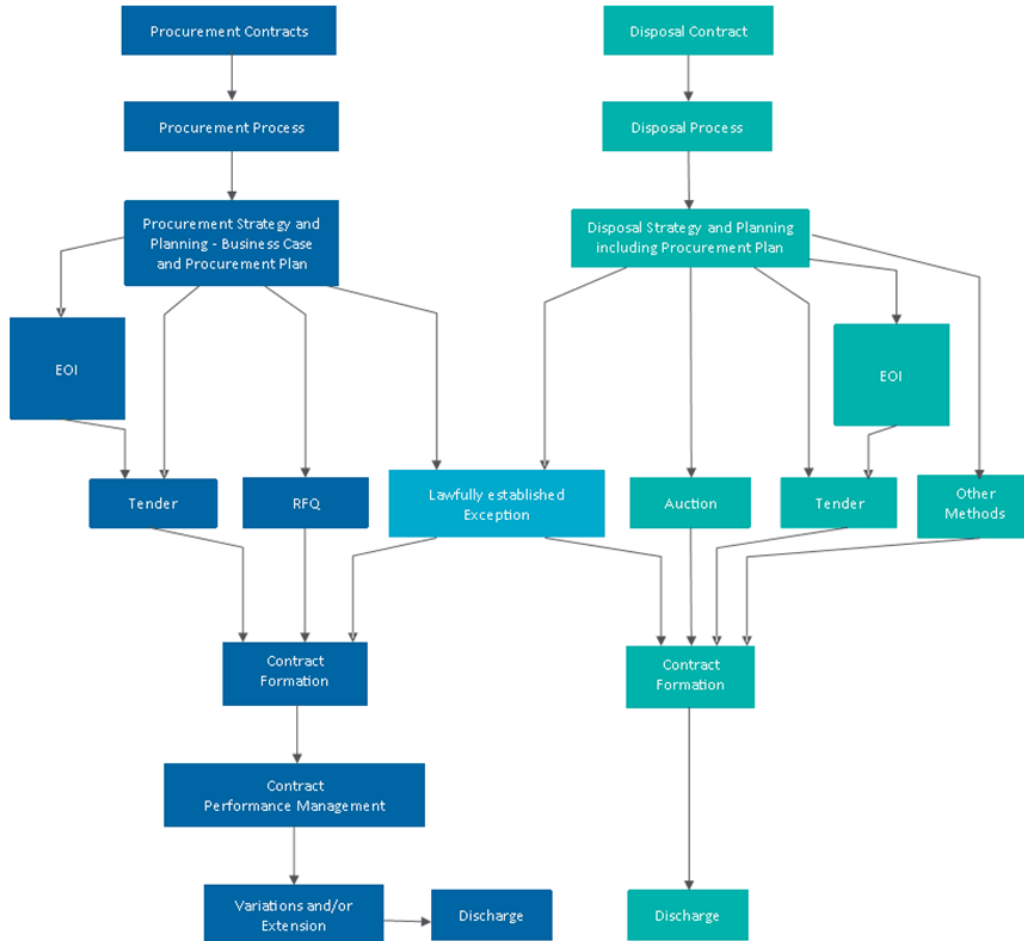 Procurement Contracts
Disposal Contract
Procurement Process
Disposal Process
Procurement Strategy and
Planning - Business Case
and Procurement Plan
Disposal Strategy and Planning
including Procurement Plan
EOI
EOI
Tender
RFQ
Lawfully established
Exception
Auction
Tender
Other
Methods
Contract
Formation
Contract
Formation
Contract
Performance Management
Variations and/or
Extension
Discharge
Discharge